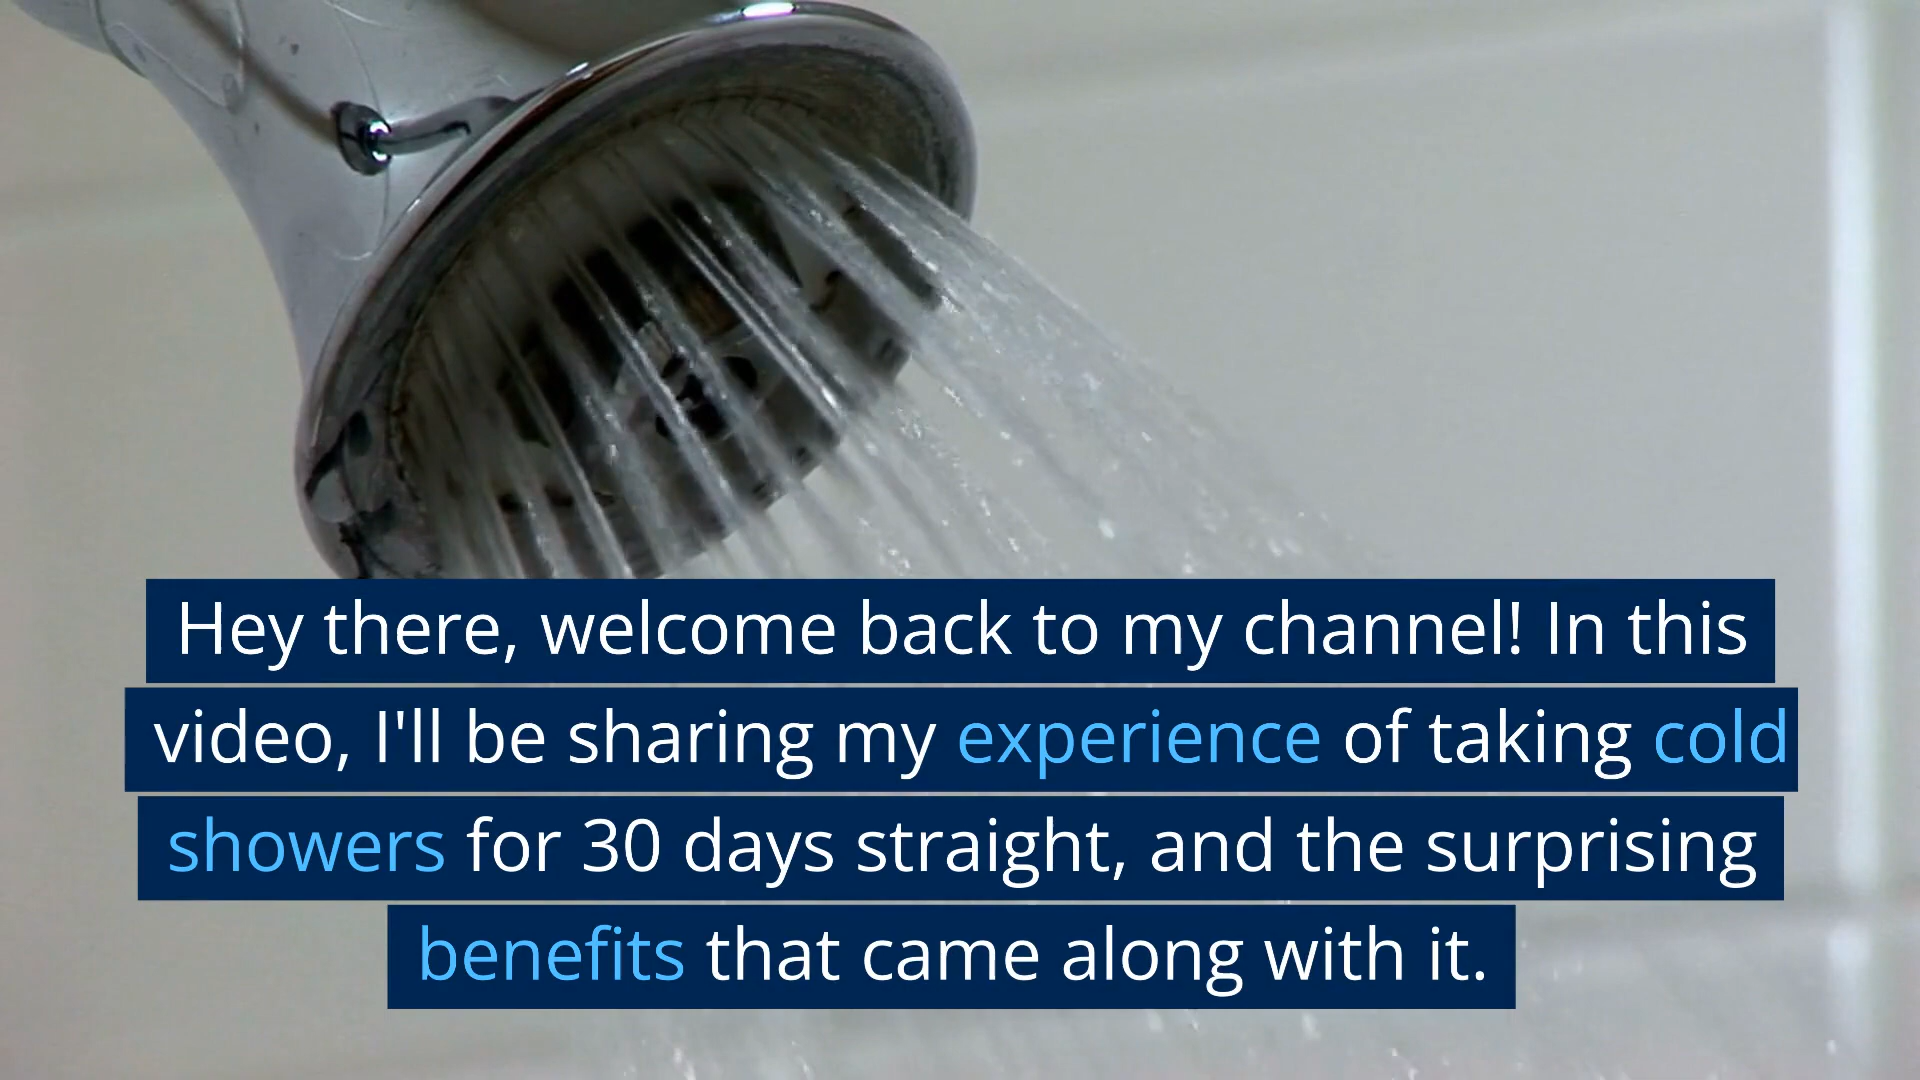 Hey there, welcome back to my channel! In this
video, I'll be sharing my experience of taking cold
showers for 30 days straight, and the surprising
benefits that came along with it.